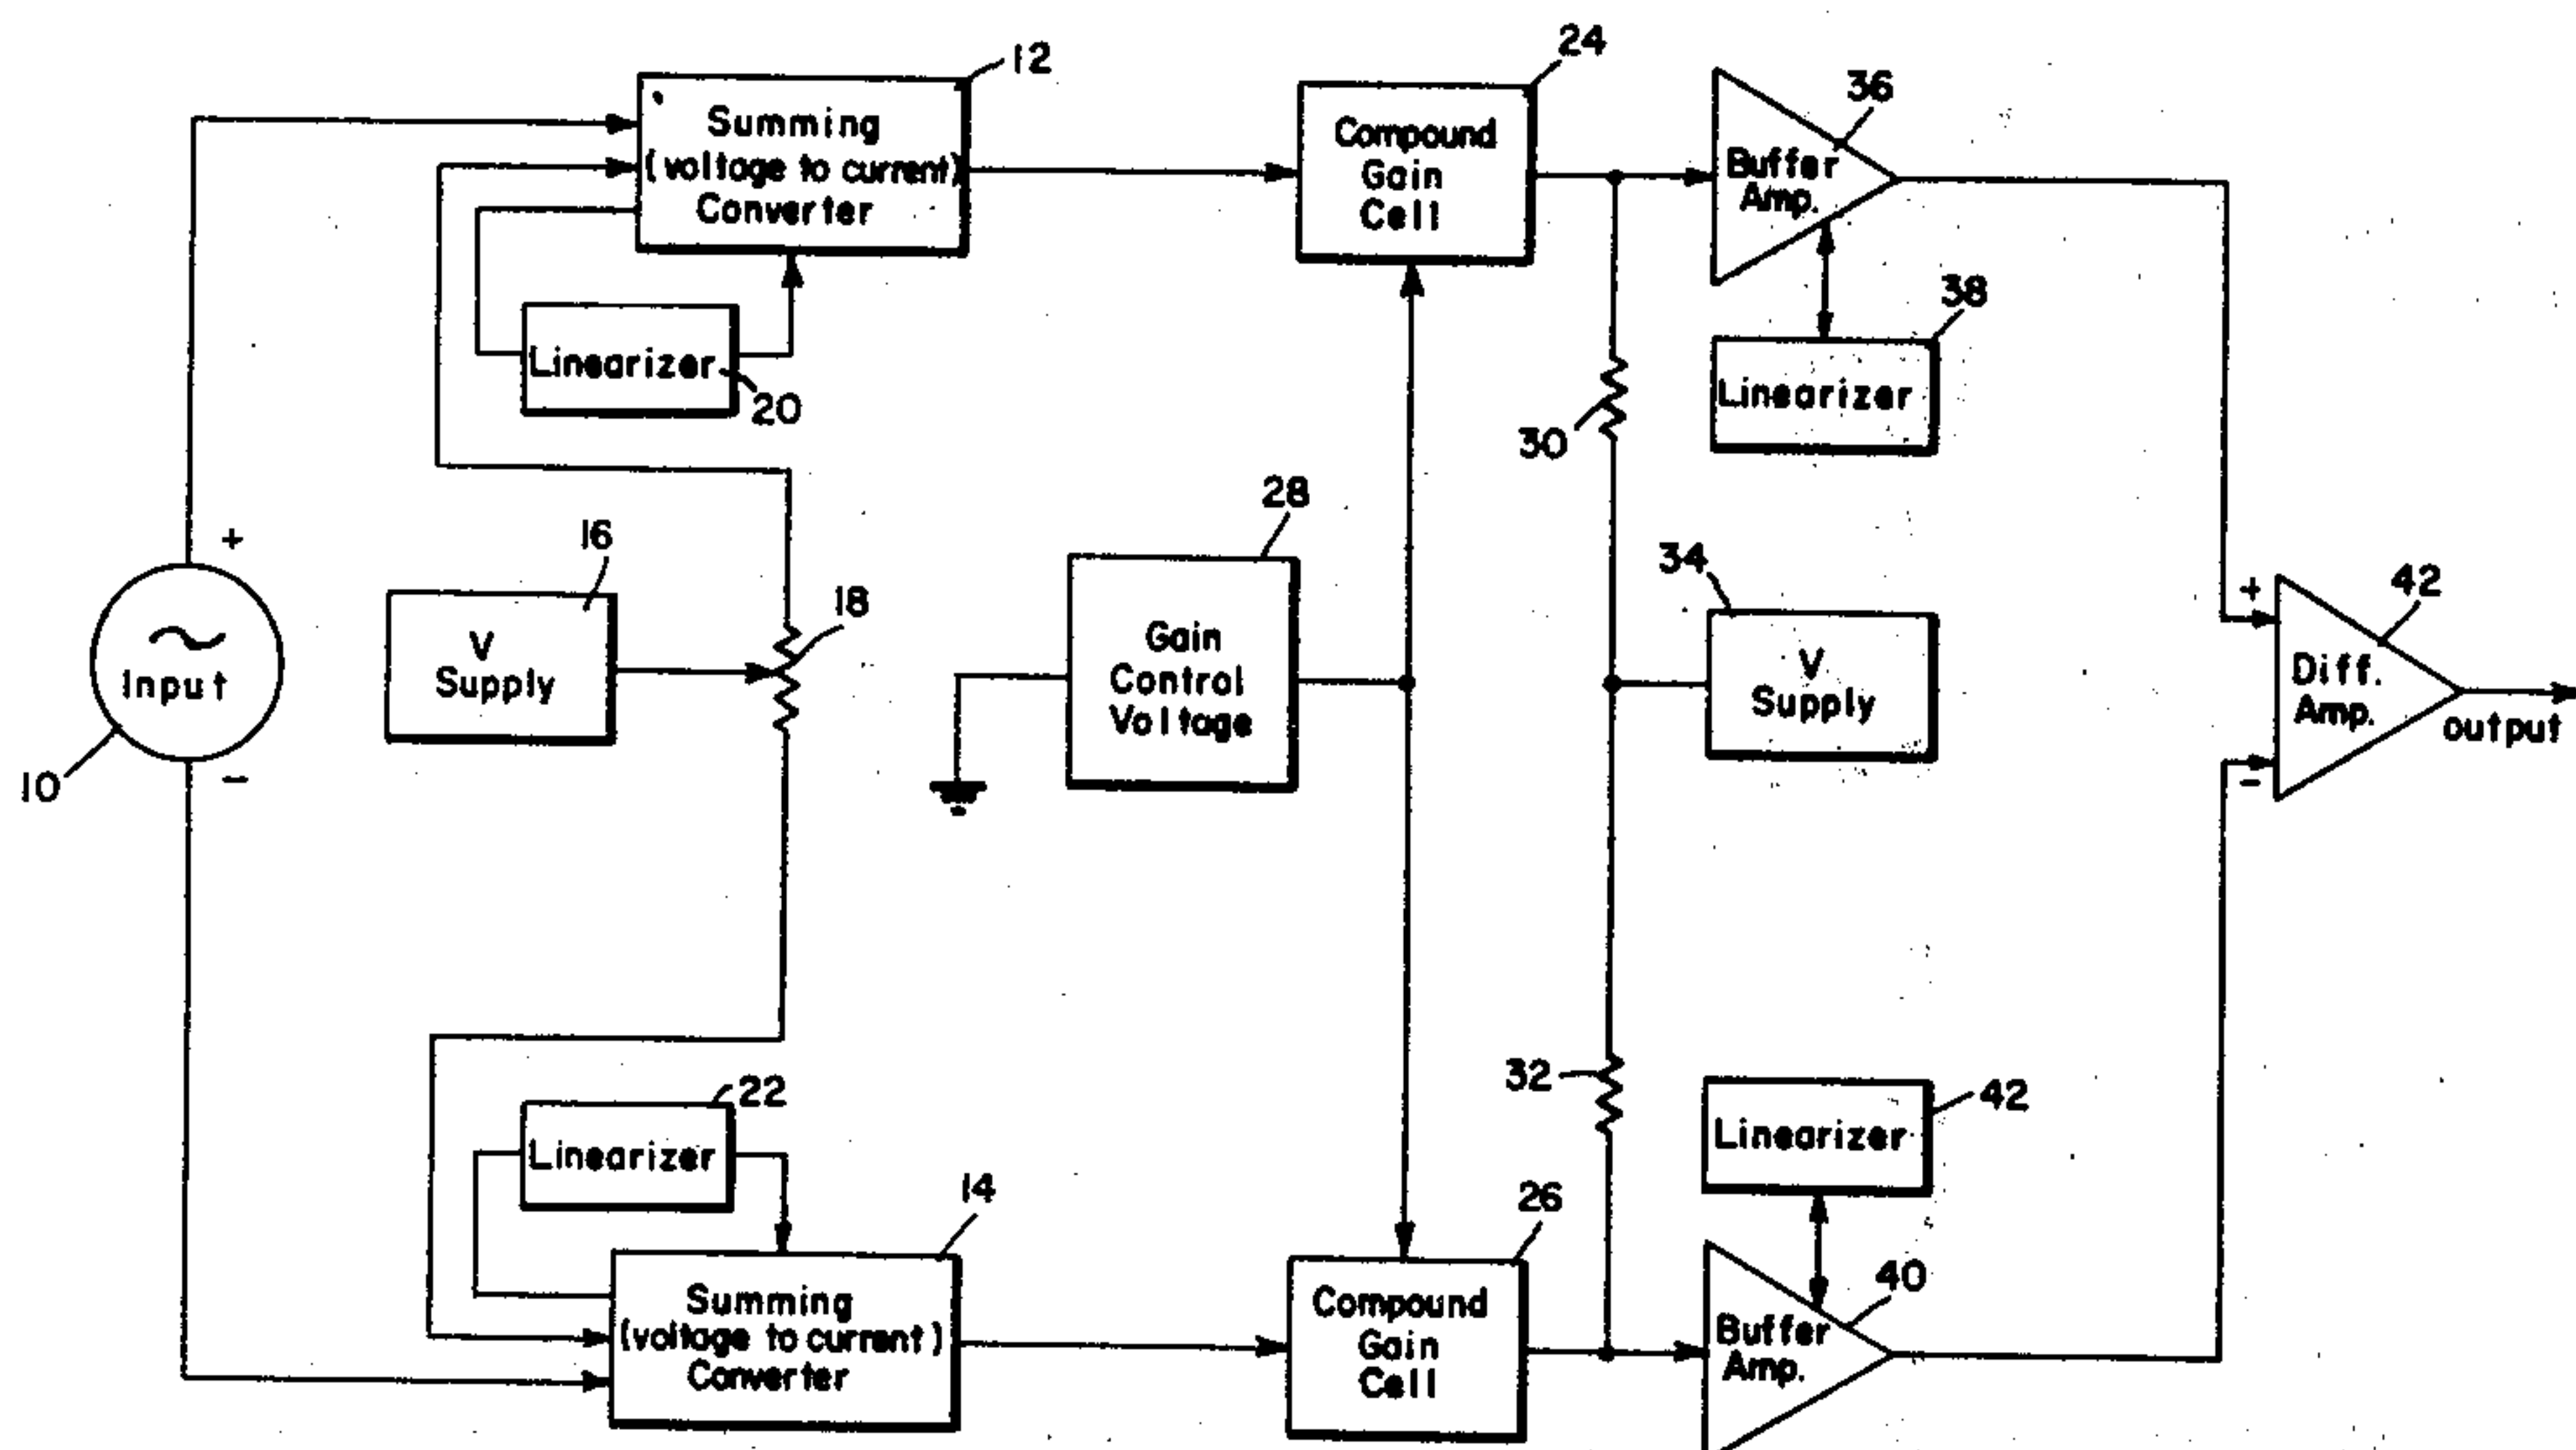 12
Summing
(voltage to current)
Converter
24
Compound
Gain
Cell
36
Buffer
Amp.
38
Linearizer
Linearizer
20
30
+
~
Input
-
10
16
V
Supply
18
28
Gain
Control
Voltage
34
V
Supply
+
42
Diff.
Amp.
-
output
22
Linearizer
32
42
Linearizer
14
Summing
(voltage to current)
Converter
26
Compound
Gain
Cell
40
Buffer
Amp.